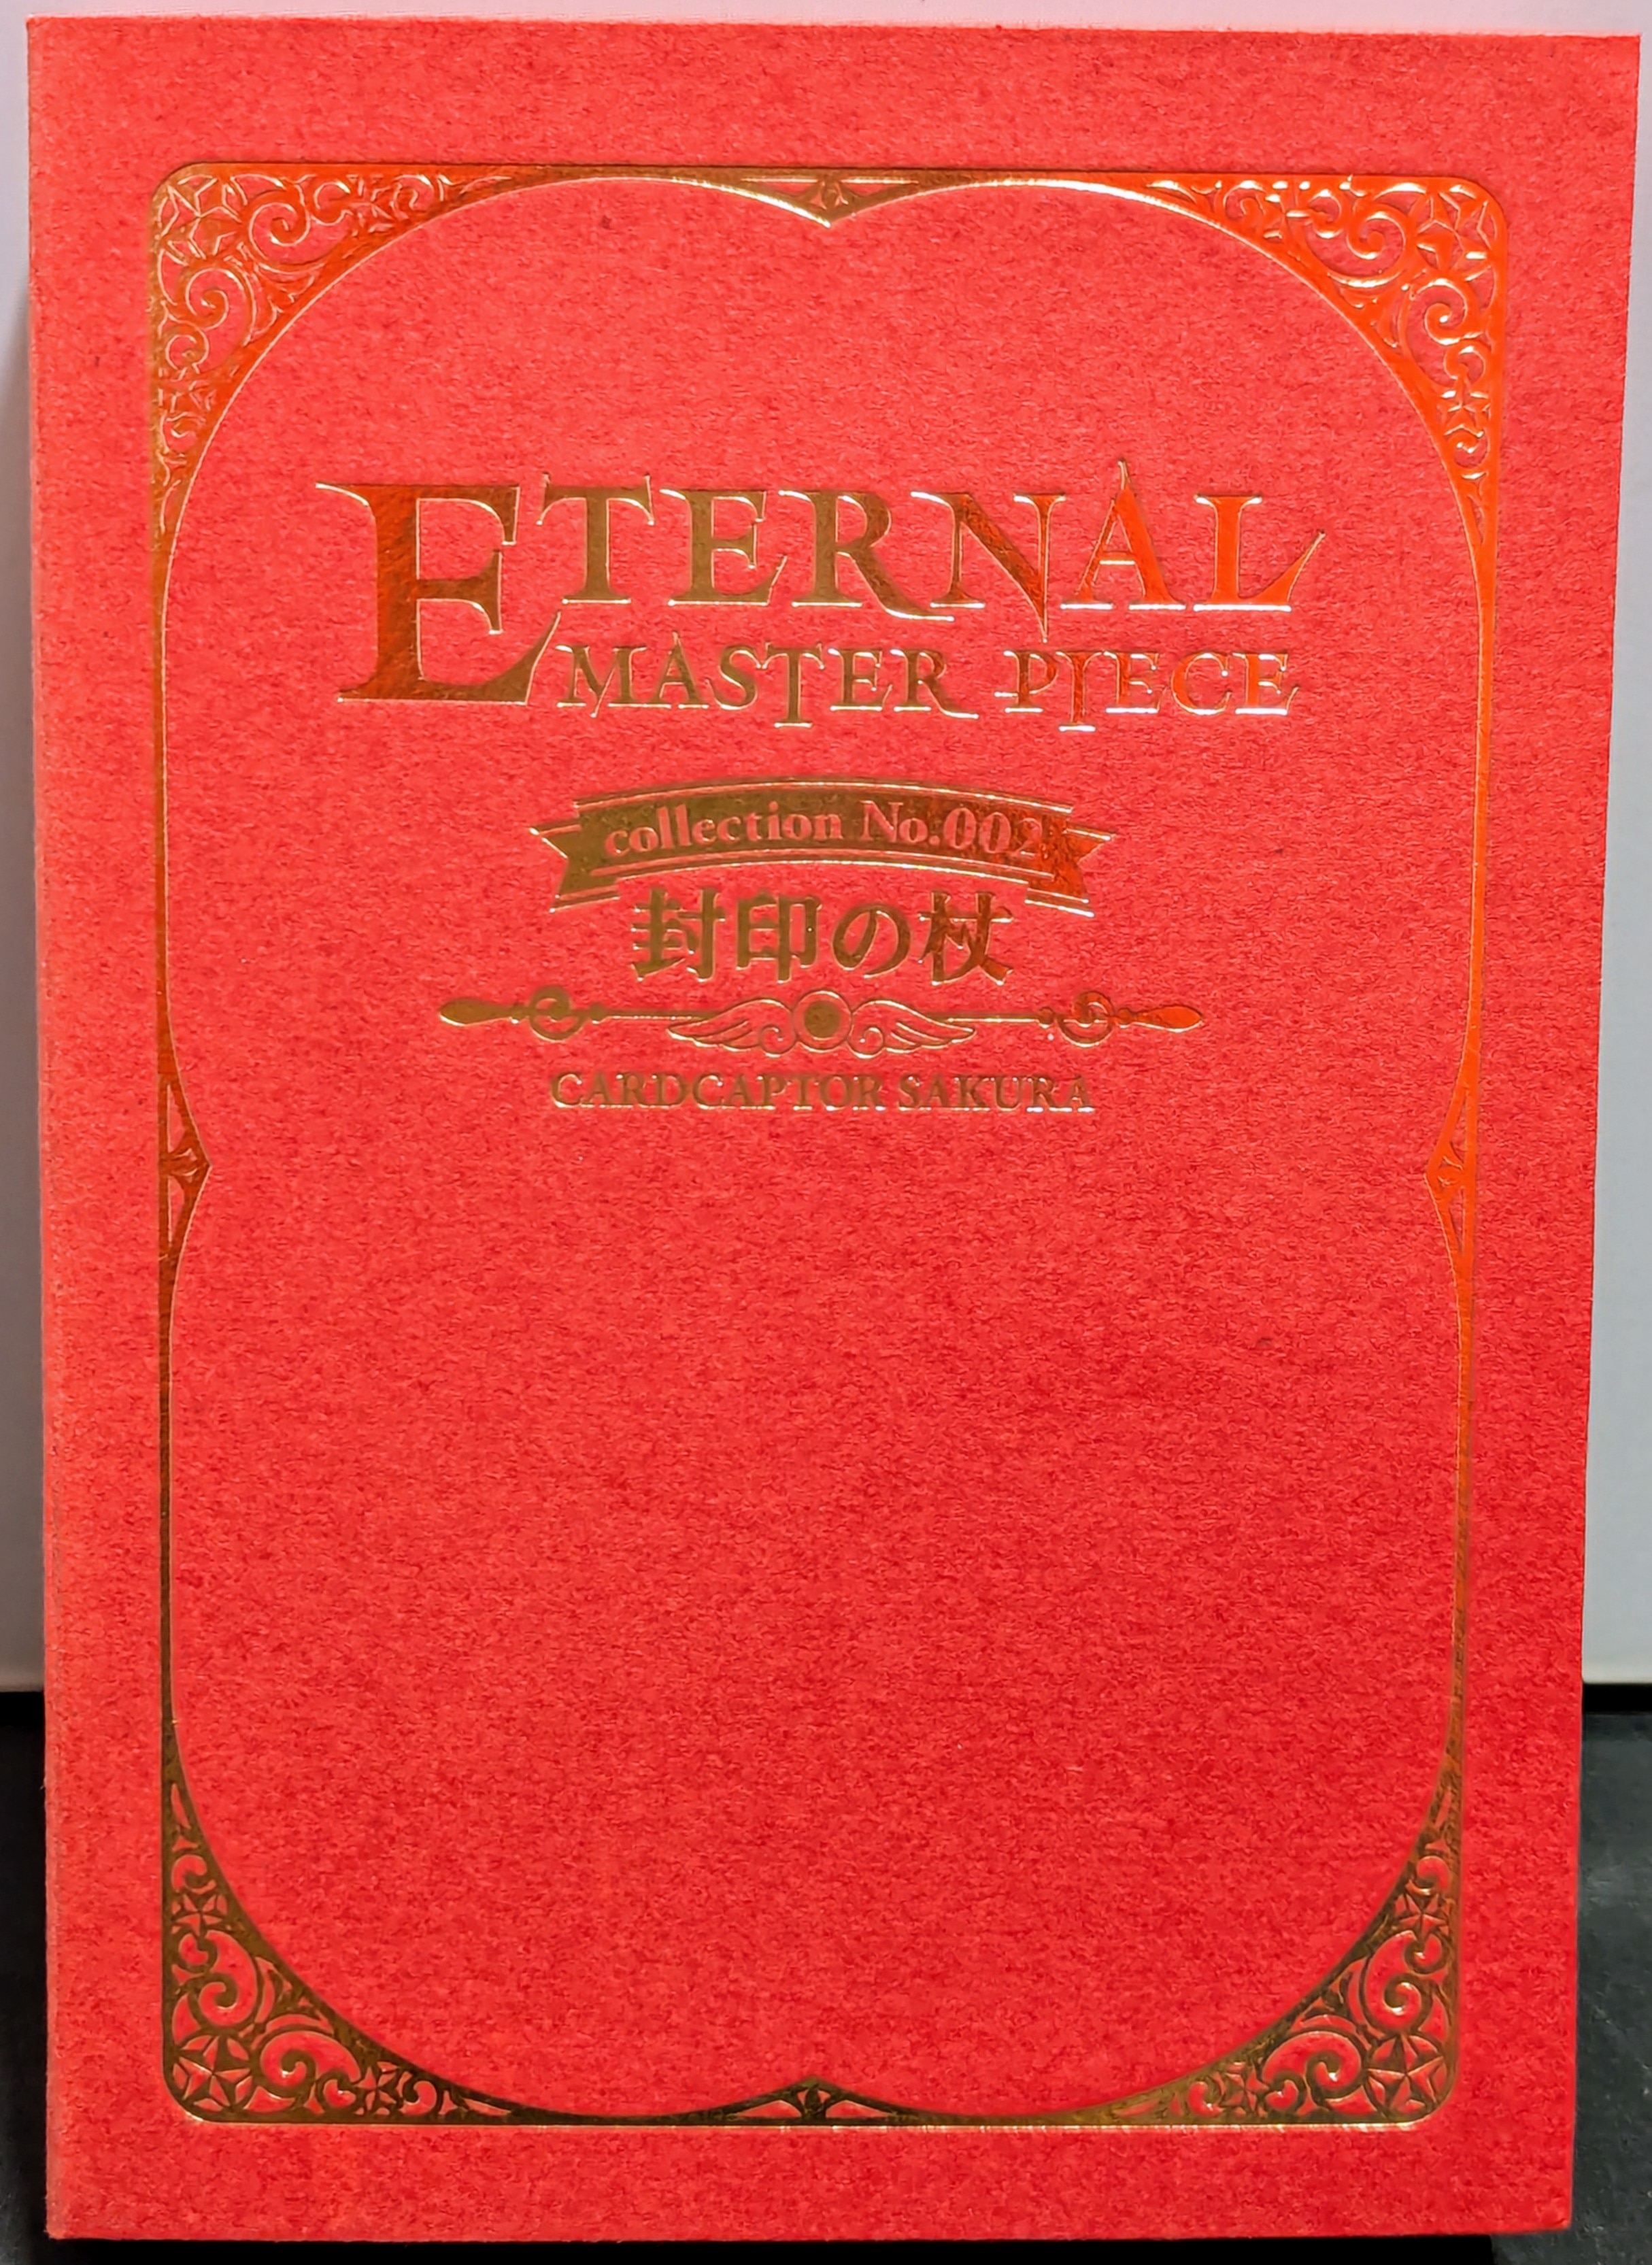 ETERNAL
MASTER PIECE
collection No.002
封印の杖
CARDCAPTOR SAKURA